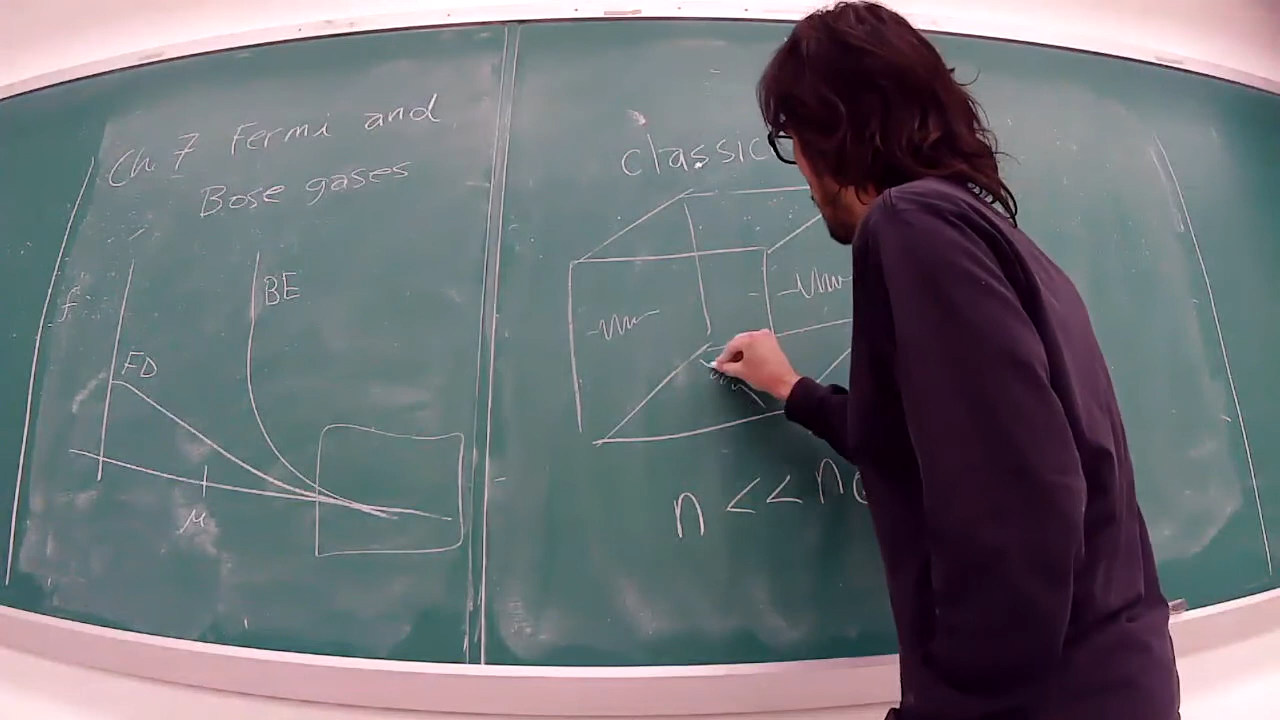 Ch. 7 Fermi and
Bose gases
f
BE
FD
μ
classic
n << n